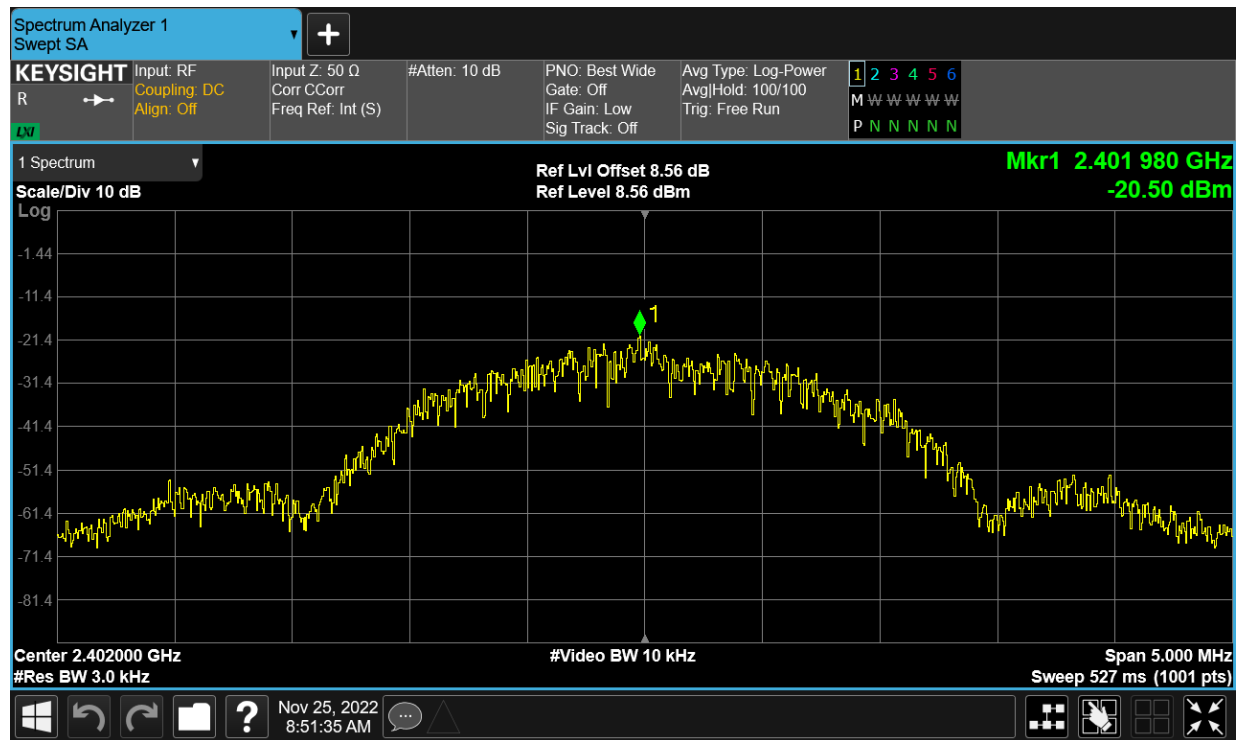 Spectrum Analyzer 1
Swept SA
KEYSIGHT
R
LXI
Input: RF
Coupling: DC
Align: Off
Input Z: 50 Ω
Corr CCorr
Freq Ref: Int (S)
#Atten: 10 dB
PNO: Best Wide
Gate: Off
IF Gain: Low
Sig Track: Off
Avg Type: Log-Power
Avg|Hold: 100/100
Trig: Free Run
1 2 3 4 5 6
M W W W W W
P N N N N N
1 Spectrum
Scale/Div 10 dB
Ref Lvl Offset 8.56 dB
Ref Level 8.56 dBm
Mkr1 2.401 980 GHz
-20.50 dBm
Log
-1.44
-11.4
1
-21.4
-31.4
-41.4
-51.4
-61.4
-71.4
-81.4
Center 2.402000 GHz
#Res BW 3.0 kHz
#Video BW 10 kHz
Span 5.000 MHz
Sweep 527 ms (1001 pts)
?
Nov 25, 2022
8:51:35 AM